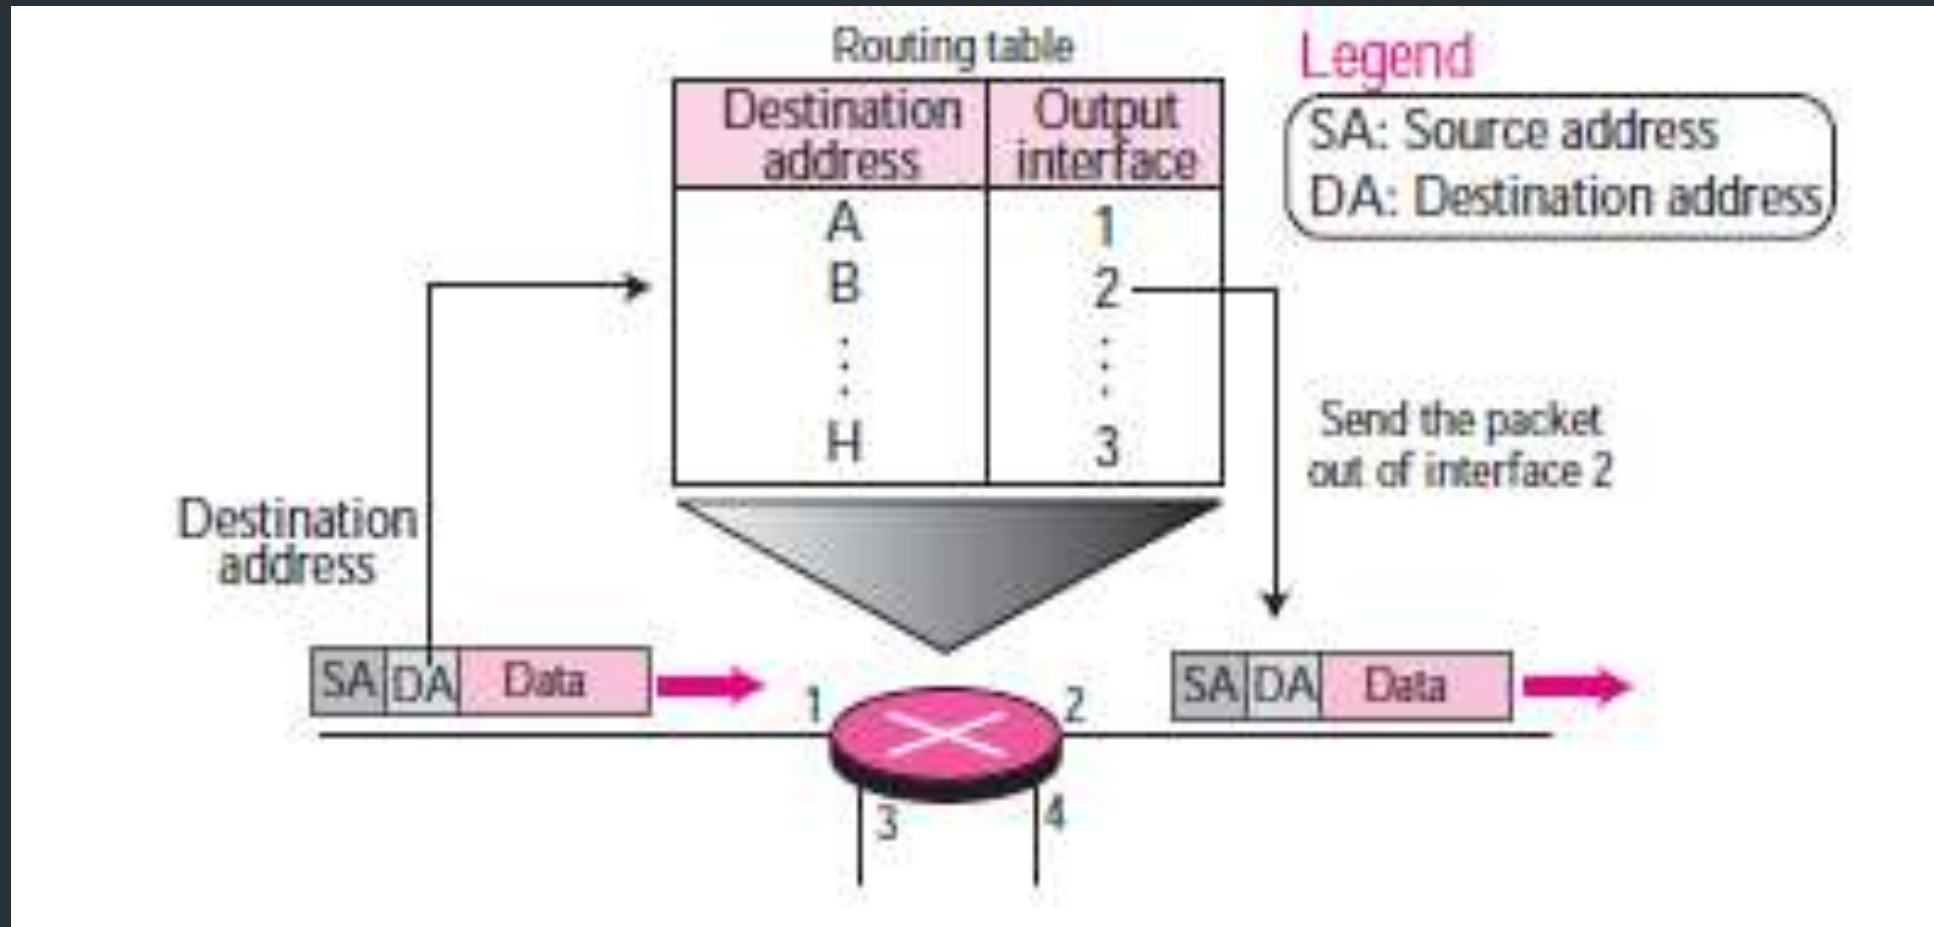 Routing table
Legend
Destination address
Output interface
SA: Source address
DA: Destination address
A 1
B 2
H 3
Send the packet
out of interface 2
Destination
address
SA DA Data
SA DA Data
1
2
3
4